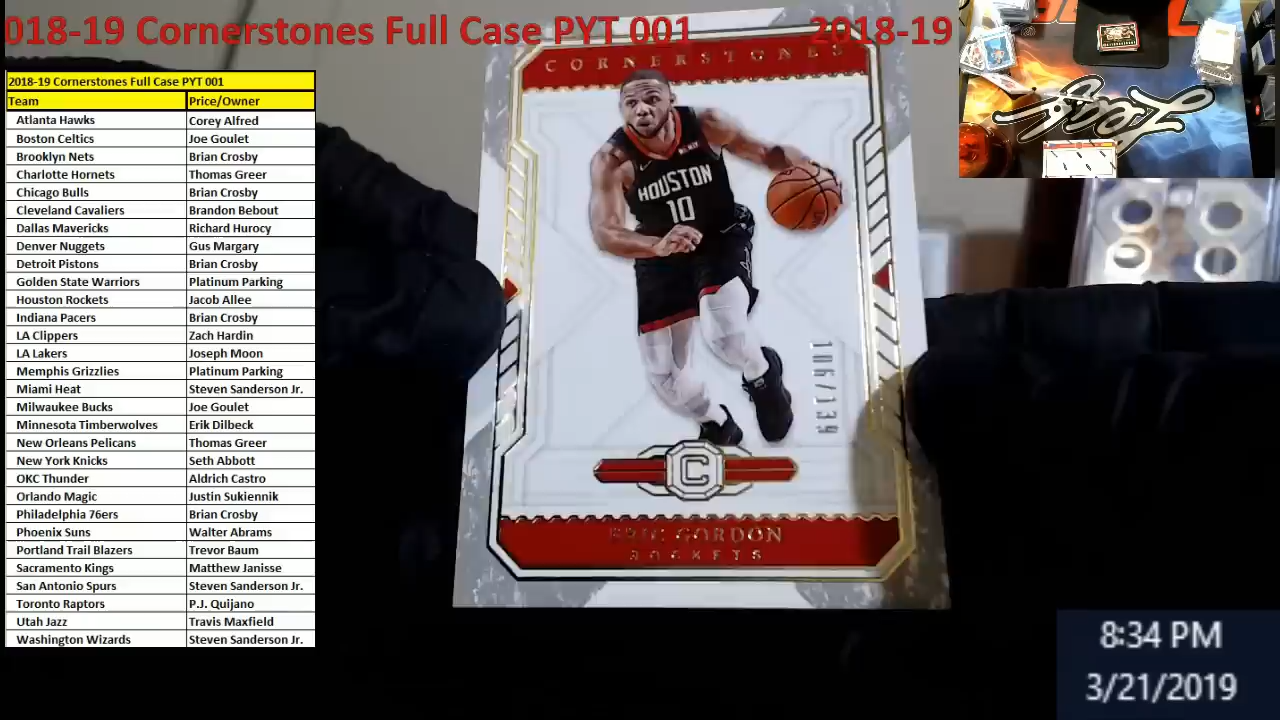 018-19 Cornerstones Full Case PYT 001 2018-19
2018-19 Cornerstones Full Case PYT 001
Team Price/Owner
Atlanta Hawks Corey Alfred
Boston Celtics Joe Goulet
Brooklyn Nets Brian Crosby
Charlotte Hornets Thomas Greer
Chicago Bulls Brian Crosby
Cleveland Cavaliers Brandon Bebout
Dallas Mavericks Richard Hurocy
Denver Nuggets Gus Margary
Detroit Pistons Brian Crosby
Golden State Warriors Platinum Parking
Houston Rockets Jacob Allee
Indiana Pacers Brian Crosby
LA Clippers Zach Hardin
LA Lakers Joseph Moon
Memphis Grizzlies Platinum Parking
Miami Heat Steven Sanderson Jr.
Milwaukee Bucks Joe Goulet
Minnesota Timberwolves Erik Dilbeck
New Orleans Pelicans Thomas Greer
New York Knicks Seth Abbott
OKC Thunder Aldrich Castro
Orlando Magic Justin Sukiennik
Philadelphia 76ers Brian Crosby
Phoenix Suns Walter Abrams
Portland Trail Blazers Trevor Baum
Sacramento Kings Matthew Janisse
San Antonio Spurs Steven Sanderson Jr.
Toronto Raptors P.J. Quijano
Utah Jazz Travis Maxfield
Washington Wizards Steven Sanderson Jr.
CORNERSTONES
HOUSTON
10
106/139
C
ERIC GORDON
ROCKETS
Leaf
8:34 PM
3/21/2019